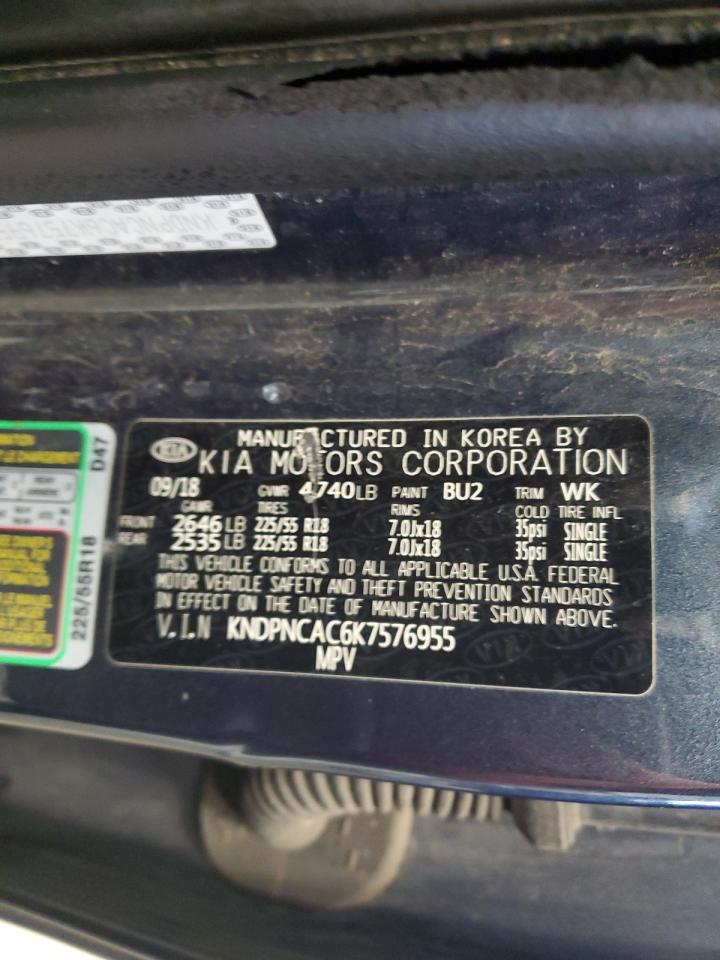 D47
225/55R18
MANUFACTURED IN KOREA BY
KIA KIA MOTORS CORPORATION
09/18 GVWR 4740LB PAINT BU2 TRIM WK
GAWR TIRES RIMS COLD TIRE INFL
FRONT 2646 LB 225/55 R18 7.0Jx18 35psi SINGLE
REAR 2535 LB 225/55 R18 7.0Jx18 35psi SINGLE
THIS VEHICLE CONFORMS TO ALL APPLICABLE U.S.A. FEDERAL
MOTOR VEHICLE SAFETY AND THEFT PREVENTION STANDARDS
IN EFFECT ON THE DATE OF MANUFACTURE SHOWN ABOVE.
V.I.N KNDPNCAC6K7576955
MPV